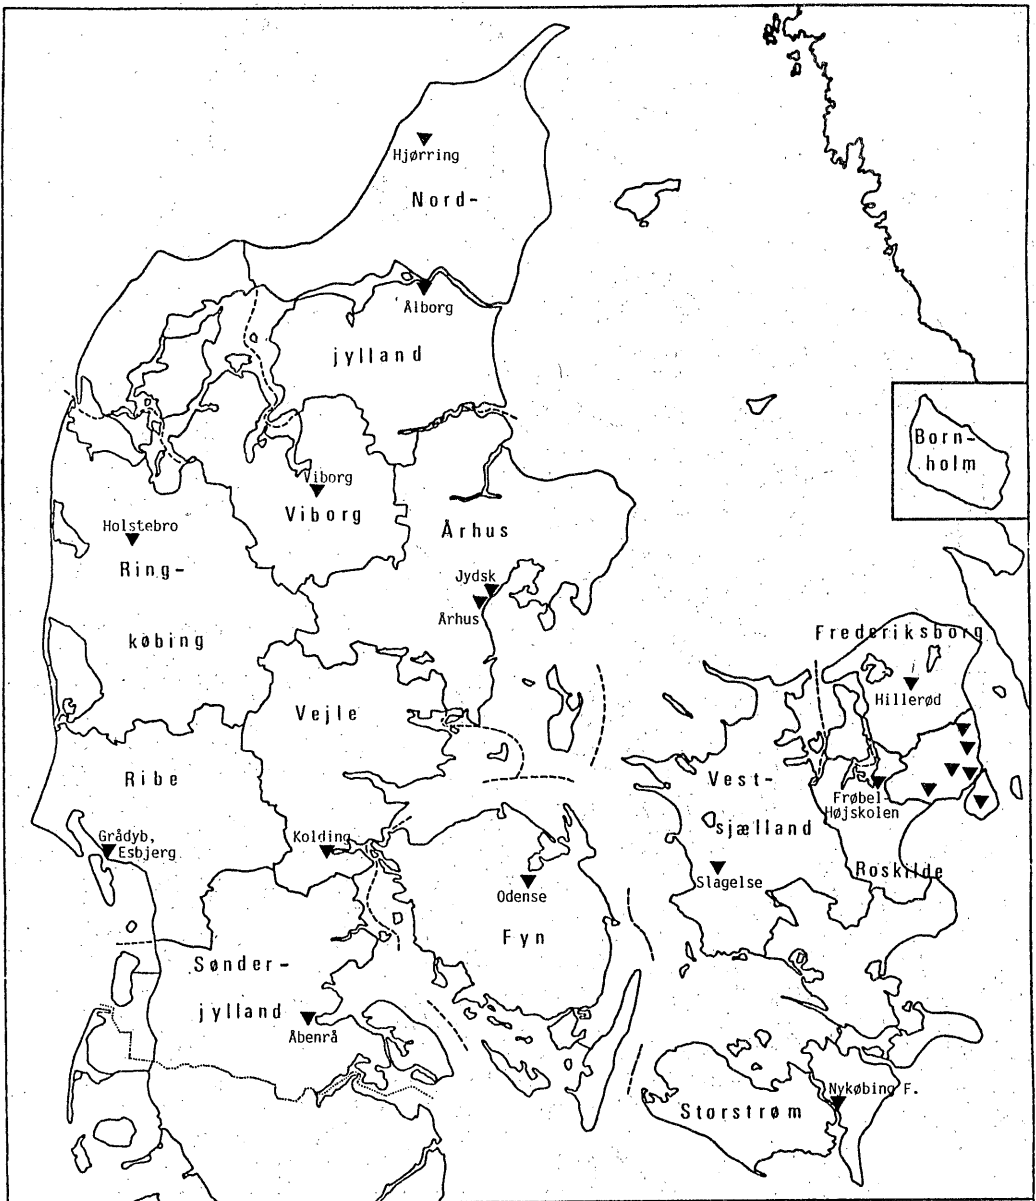 Hjørring
Nord-
Ålborg
jylland
Born-
holm
Viborg
Viborg
Holstebro
Århus
Ring-
Jydsk
Århus
købing
Frederiksborg
Hillerød
Vejle
Ribe
Vest-
Frøbel-
Højskolen
sjælland
Grådyb,
Esbjerg
Kolding
Roskilde
Slagelse
Odense
Fyn
Sønder-
jylland
Åbenrå
Nykøbing F.
Storstrøm